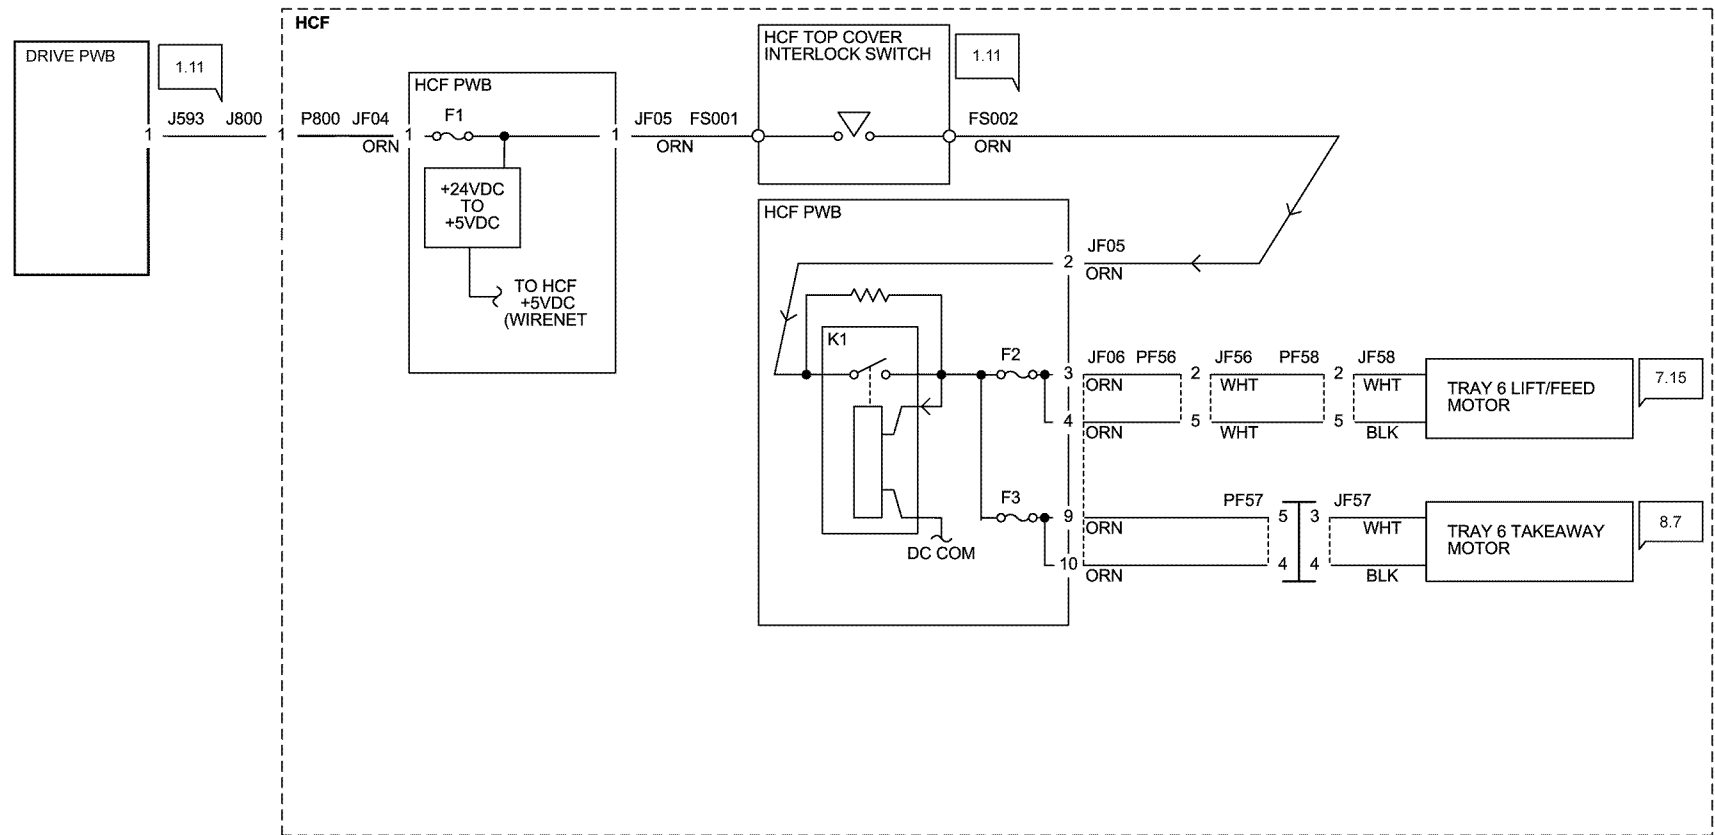 HCF
DRIVE PWB
1.11
1 J593 J800 1 P800 JF04 1
ORN
HCF PWB
F1
+24VDC
TO
+5VDC
TO HCF
+5VDC
(WIRENET
1 JF05 FS001
ORN
HCF TOP COVER
INTERLOCK SWITCH
1.11
FS002
ORN
HCF PWB
2 JF05
ORN
K1
F2
3 JF06 PF56 2 JF56 PF58 2 JF58
ORN WHT WHT
4 5 5
ORN WHT BLK
TRAY 6 LIFT/FEED
MOTOR
7.15
F3
9 PF57 5 3 JF57
ORN WHT
10 4 4
ORN BLK
DC COM
TRAY 6 TAKEAWAY
MOTOR
8.7